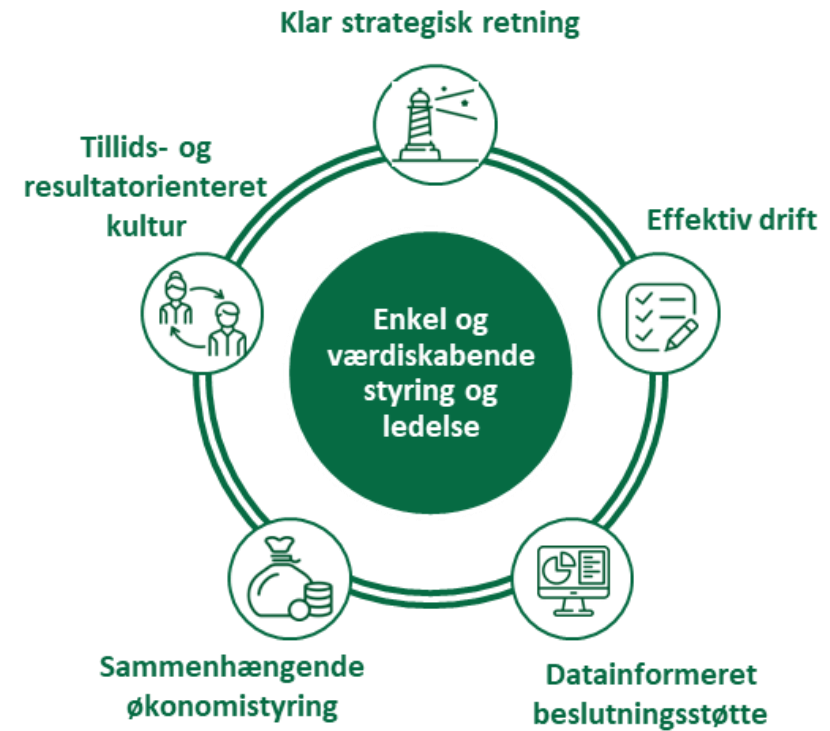 Klar strategisk retning
Tillids- og
resultatorienteret
kultur
Effektiv drift
Enkel og
værdiskabende
styring og
ledelse
Sammenhængende
økonomistyring
Datainformeret
beslutningsstøtte